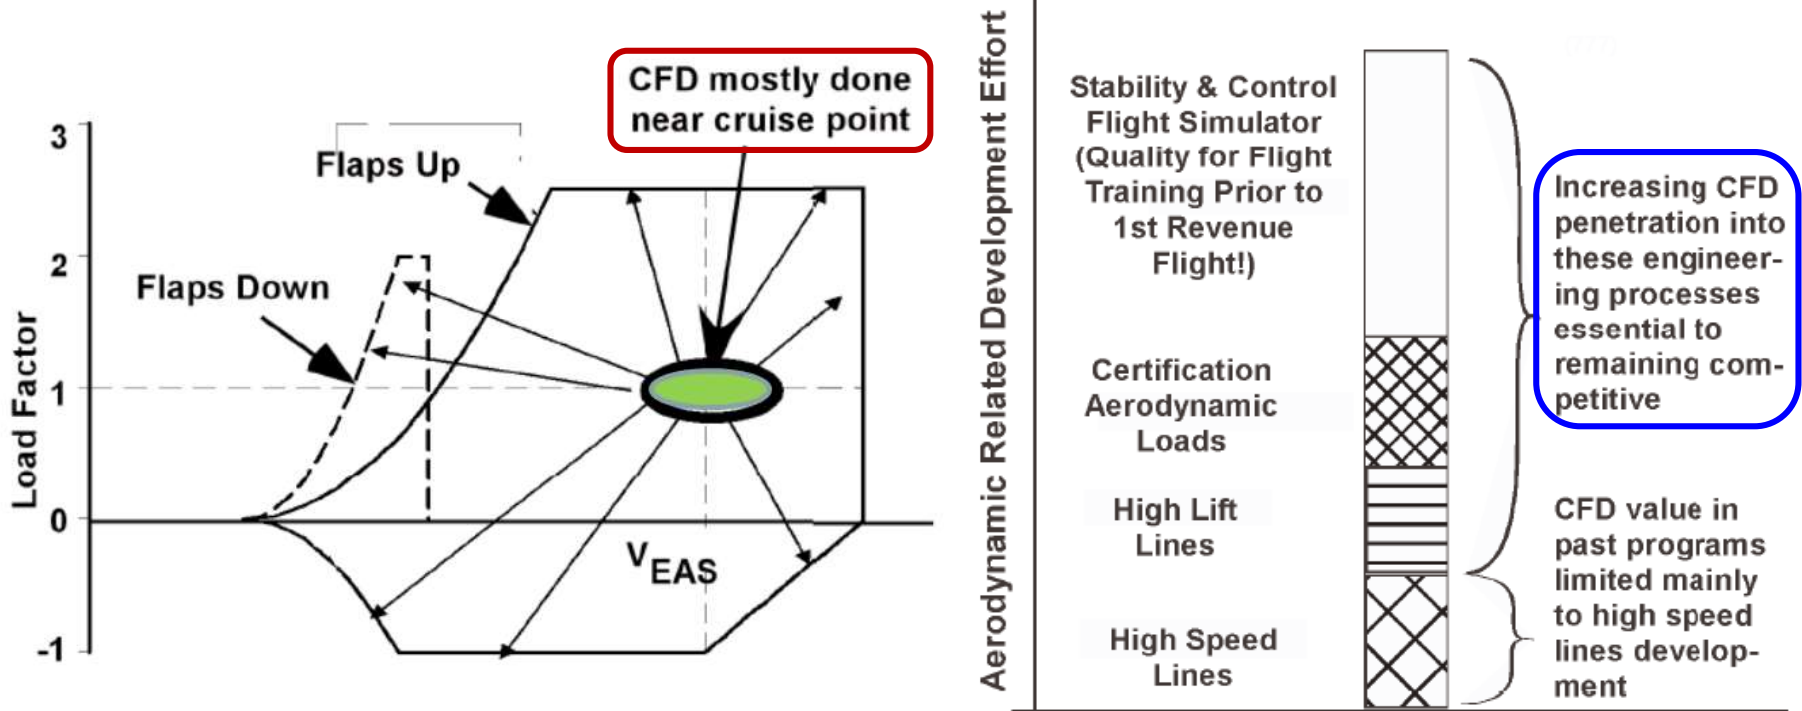 CFD mostly done
near cruise point
3
Flaps Up
2
Flaps Down
Load Factor
1
0
V EAS
-1
Aerodynamic Related Development Effort
Stability & Control
Flight Simulator
(Quality for Flight
Training Prior to
1st Revenue
Flight!)
Certification
Aerodynamic
Loads
High Lift
Lines
High Speed
Lines
Increasing CFD
penetration into
these engineer-
ing processes
essential to
remaining com-
petitive
CFD value in
past programs
limited mainly
to high speed
lines develop-
ment